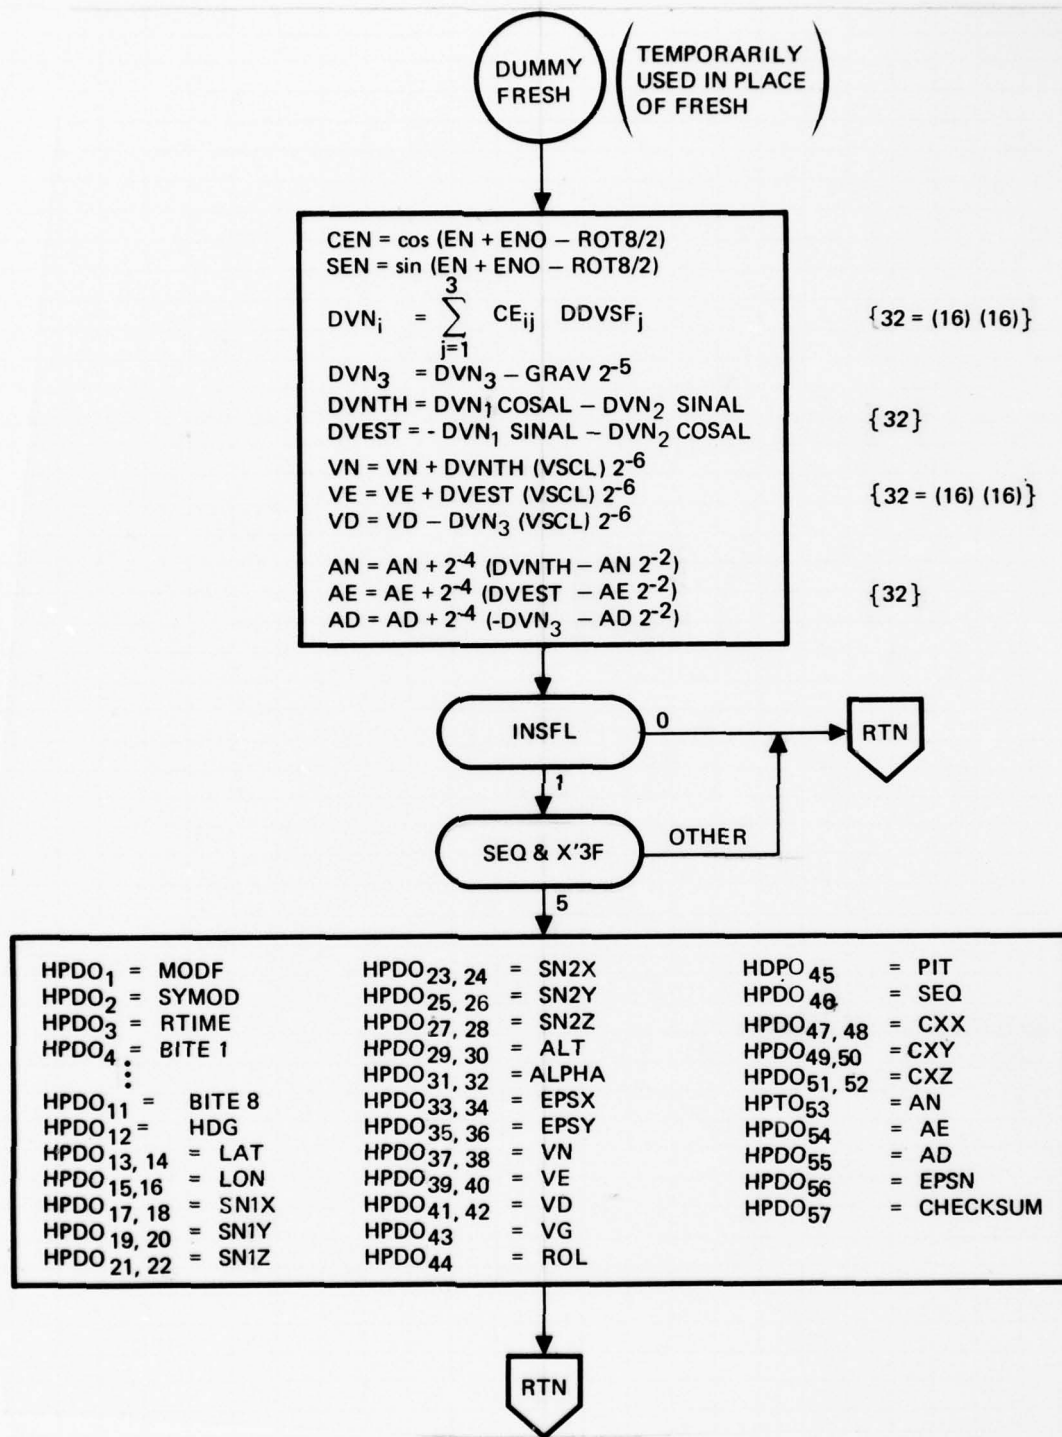 DUMMY
FRESH
(TEMPORARILY
USED IN PLACE
OF FRESH)
CEN = cos (EN + ENO – ROT8/2)
SEN = sin (EN + ENO – ROT8/2)
3
DVNi = ∑ CEij DDVSFj {32 = (16) (16)}
j=1
DVN3 = DVN3 – GRAV 2-5
DVNTH = DVN1 COSAL – DVN2 SINAL
DVEST = - DVN1 SINAL – DVN2 COSAL {32}
VN = VN + DVNTH (VSCL) 2-6
VE = VE + DVEST (VSCL) 2-6 {32 = (16) (16)}
VD = VD – DVN3 (VSCL) 2-6
AN = AN + 2-4 (DVNTH – AN 2-2)
AE = AE + 2-4 (DVEST – AE 2-2) {32}
AD = AD + 2-4 (-DVN3 – AD 2-2)
INSFL 0 RTN
1
SEQ & X'3F OTHER
5
HPDO1 = MODF
HPDO2 = SYMOD
HPDO3 = RTIME
HPDO4 = BITE 1
⋮
HPDO11 = BITE 8
HPDO12 = HDG
HPDO13, 14 = LAT
HPDO15,16 = LON
HPDO17, 18 = SN1X
HPDO19, 20 = SN1Y
HPDO21, 22 = SN1Z
HPDO23, 24 = SN2X
HPDO25, 26 = SN2Y
HPDO27, 28 = SN2Z
HPDO29, 30 = ALT
HPDO31, 32 = ALPHA
HPDO33, 34 = EPSX
HPDO35, 36 = EPSY
HPDO37, 38 = VN
HPDO39, 40 = VE
HPDO41, 42 = VD
HPDO43 = VG
HPDO44 = ROL
HDPO45 = PIT
HPDO46 = SEQ
HPDO47, 48 = CXX
HPDO49,50 = CXY
HPDO51, 52 = CXZ
HPTO53 = AN
HPDO54 = AE
HPDO55 = AD
HPDO56 = EPSN
HPDO57 = CHECKSUM
RTN